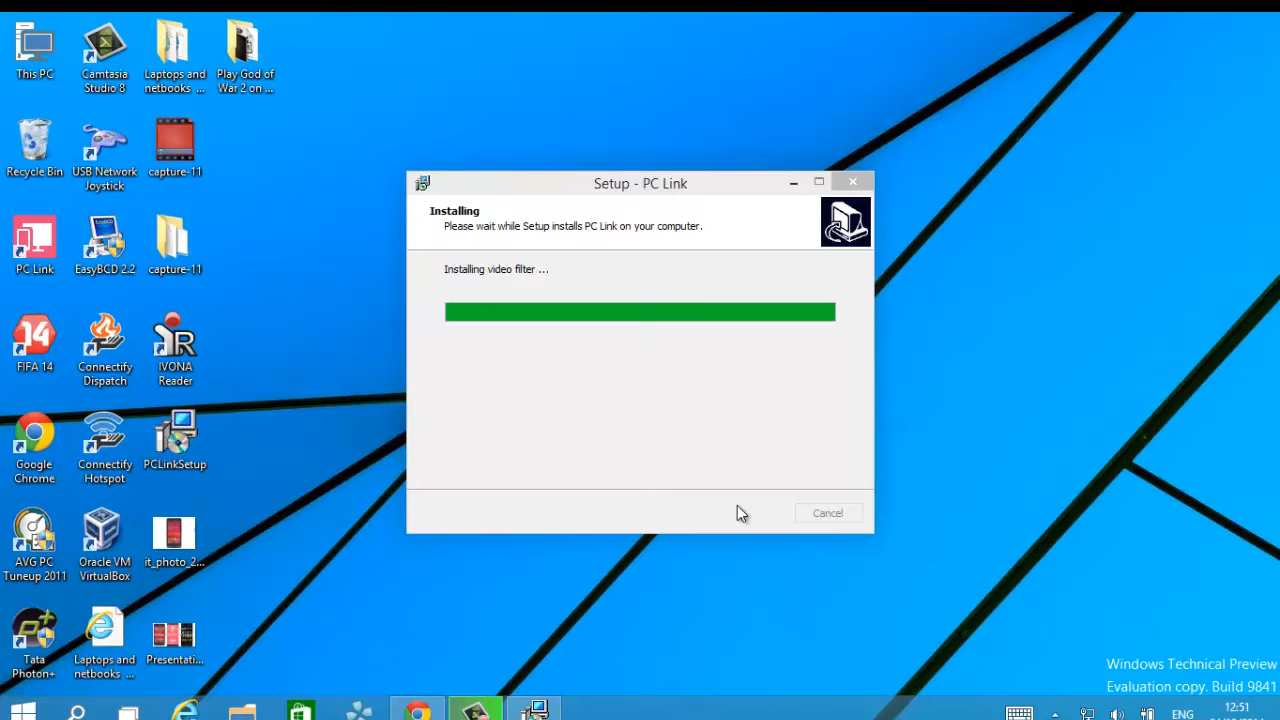 This PC
Camtasia
Studio 8
Laptops and
netbooks ...
Play God of
War 2 on ...
Recycle Bin
USB Network
Joystick
capture-11
PC Link
EasyBCD 2.2
capture-11
14
FIFA 14
Connectify
Dispatch
R
IVONA
Reader
Google
Chrome
Connectify
Hotspot
PCLinkSetup
AVG PC
Tuneup 2011
Oracle VM
VirtualBox
it_photo_2...
Tata
Photon+
Laptops and
netbooks ...
Presentati...
Setup - PC Link
Installing
Please wait while Setup installs PC Link on your computer.
Installing video filter ...
Cancel
Windows Technical Preview
Evaluation copy. Build 9841
ENG
12:51